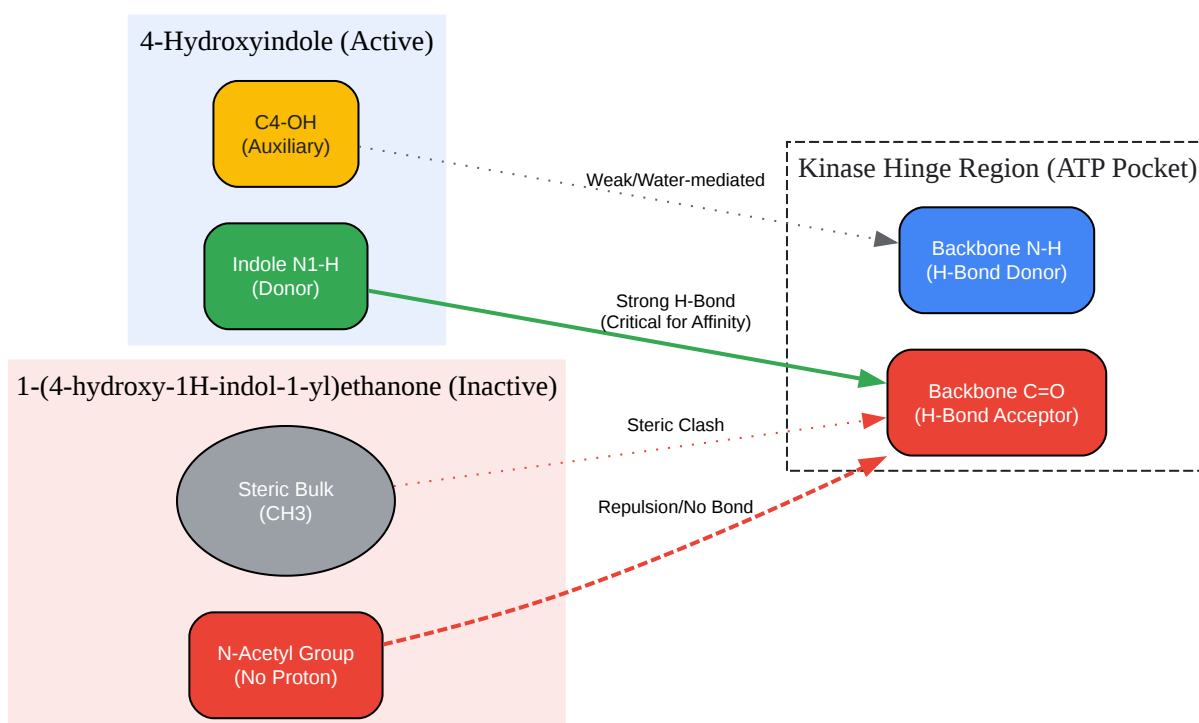 4-Hydroxyindole (Active)
C4-OH
(Auxiliary)
Indole N1-H
(Donor)
Weak/Water-mediated
Strong H-Bond
(Critical for Affinity)
Kinase Hinge Region (ATP Pocket)
Backbone N-H
(H-Bond Donor)
Backbone C=O
(H-Bond Acceptor)
1-(4-hydroxy-1H-indol-1-yl)ethanone (Inactive)
Steric Bulk
(CH3)
N-Acetyl Group
(No Proton)
Steric Clash
Repulsion/No Bond